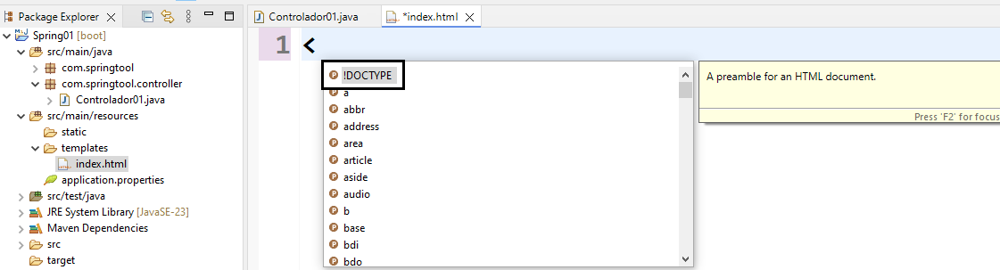 Package Explorer
Spring01 [boot]
src/main/java
com.springtool
com.springtool.controller
Controlador01.java
src/main/resources
static
templates
index.html
application.properties
src/test/java
JRE System Library [JavaSE-23]
Maven Dependencies
src
target
Controlador01.java
*index.html
1 <
!DOCTYPE
a
abbr
address
area
article
aside
audio
b
base
bdi
bdo
A preamble for an HTML document.
Press 'F2' for focus